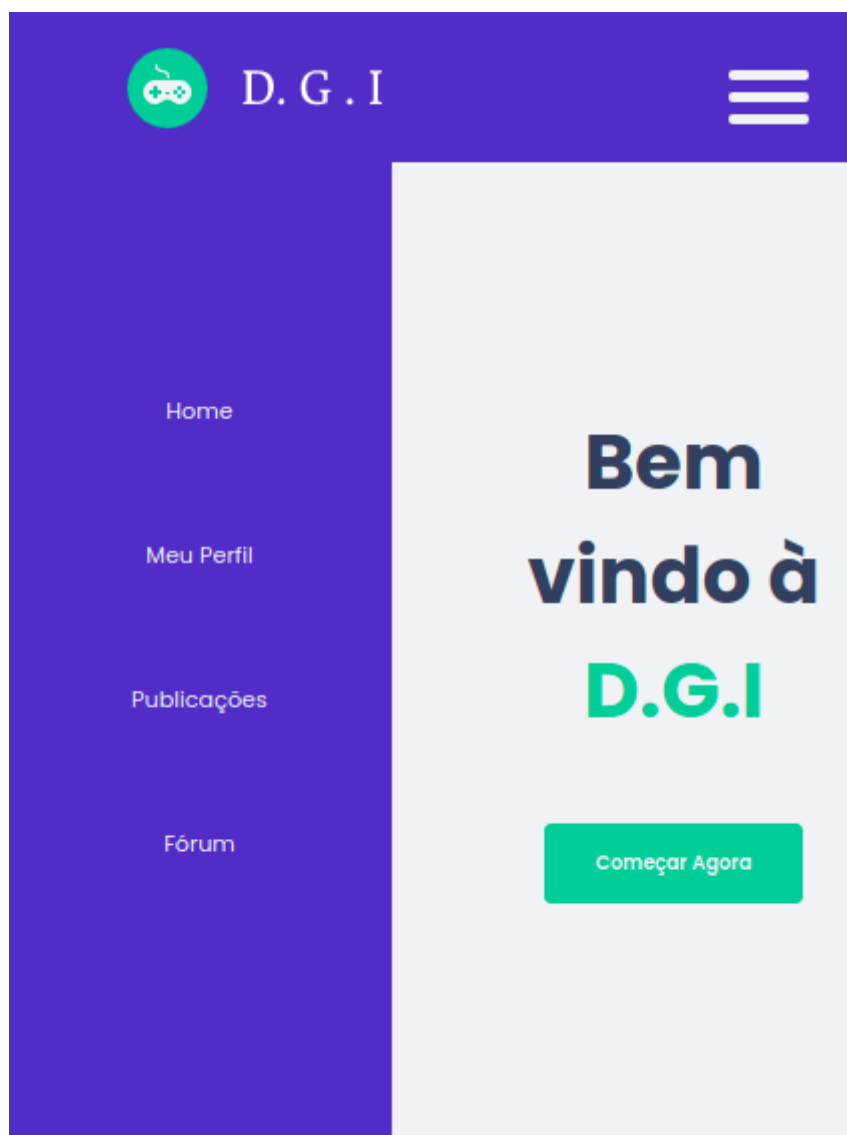 D. G . I
Home
Meu Perfil
Publicações
Fórum
Bem
vindo à
D.G.I
Começar Agora